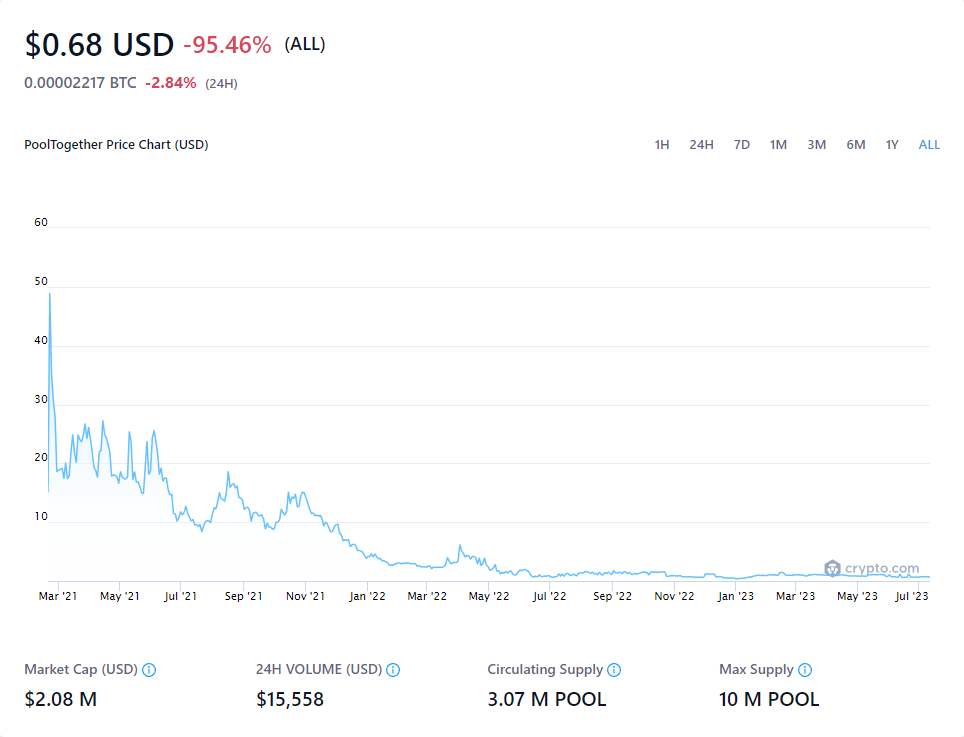 $0.68 USD -95.46% (ALL)
0.00002217 BTC -2.84% (24H)
PoolTogether Price Chart (USD) 1H 24H 7D 1M 3M 6M 1Y ALL
60
50
40
30
20
10
crypto.com
Mar '21 May '21 Jul '21 Sep '21 Nov '21 Jan '22 Mar '22 May '22 Jul '22 Sep '22 Nov '22 Jan '23 Mar '23 May '23 Jul '23
Market Cap (USD) 24H VOLUME (USD) Circulating Supply Max Supply
$2.08 M $15,558 3.07 M POOL 10 M POOL